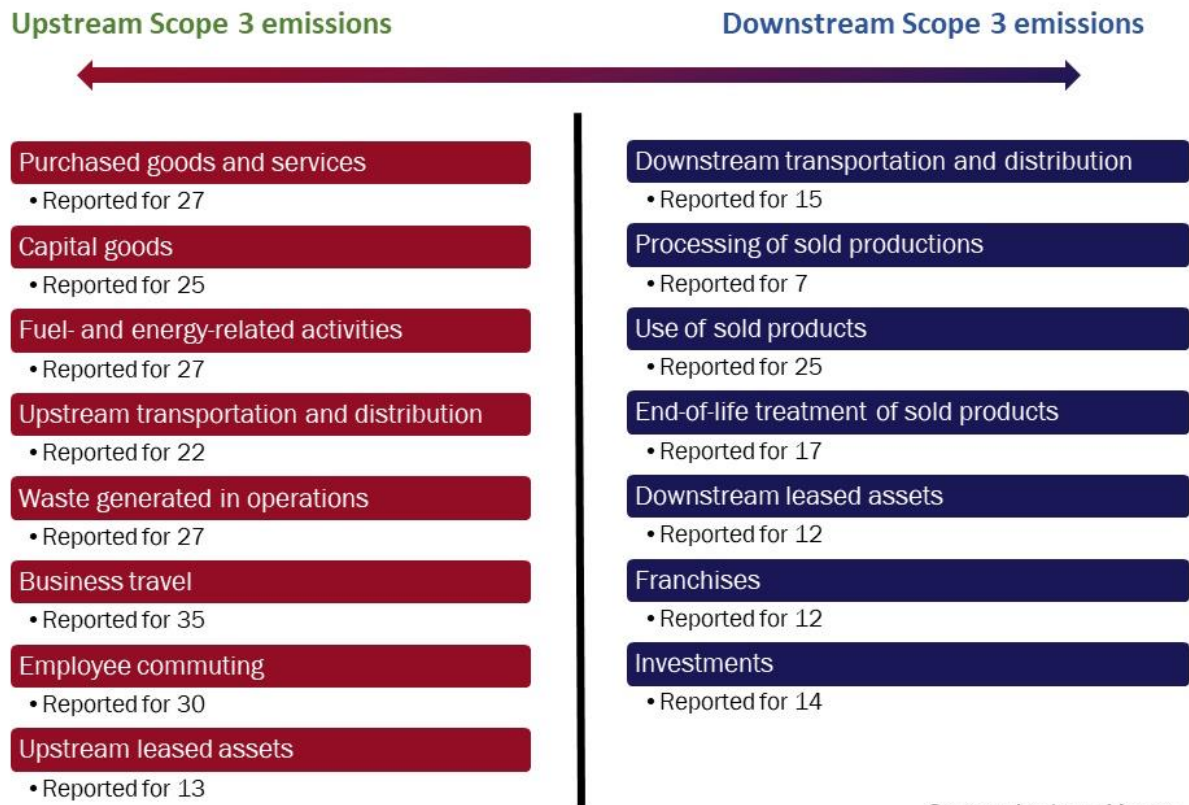 Upstream Scope 3 emissions
Downstream Scope 3 emissions
Purchased goods and services
• Reported for 27
Capital goods
• Reported for 25
Fuel- and energy-related activities
• Reported for 27
Upstream transportation and distribution
• Reported for 22
Waste generated in operations
• Reported for 27
Business travel
• Reported for 35
Employee commuting
• Reported for 30
Upstream leased assets
• Reported for 13
Downstream transportation and distribution
• Reported for 15
Processing of sold productions
• Reported for 7
Use of sold products
• Reported for 25
End-of-life treatment of sold products
• Reported for 17
Downstream leased assets
• Reported for 12
Franchises
• Reported for 12
Investments
• Reported for 14